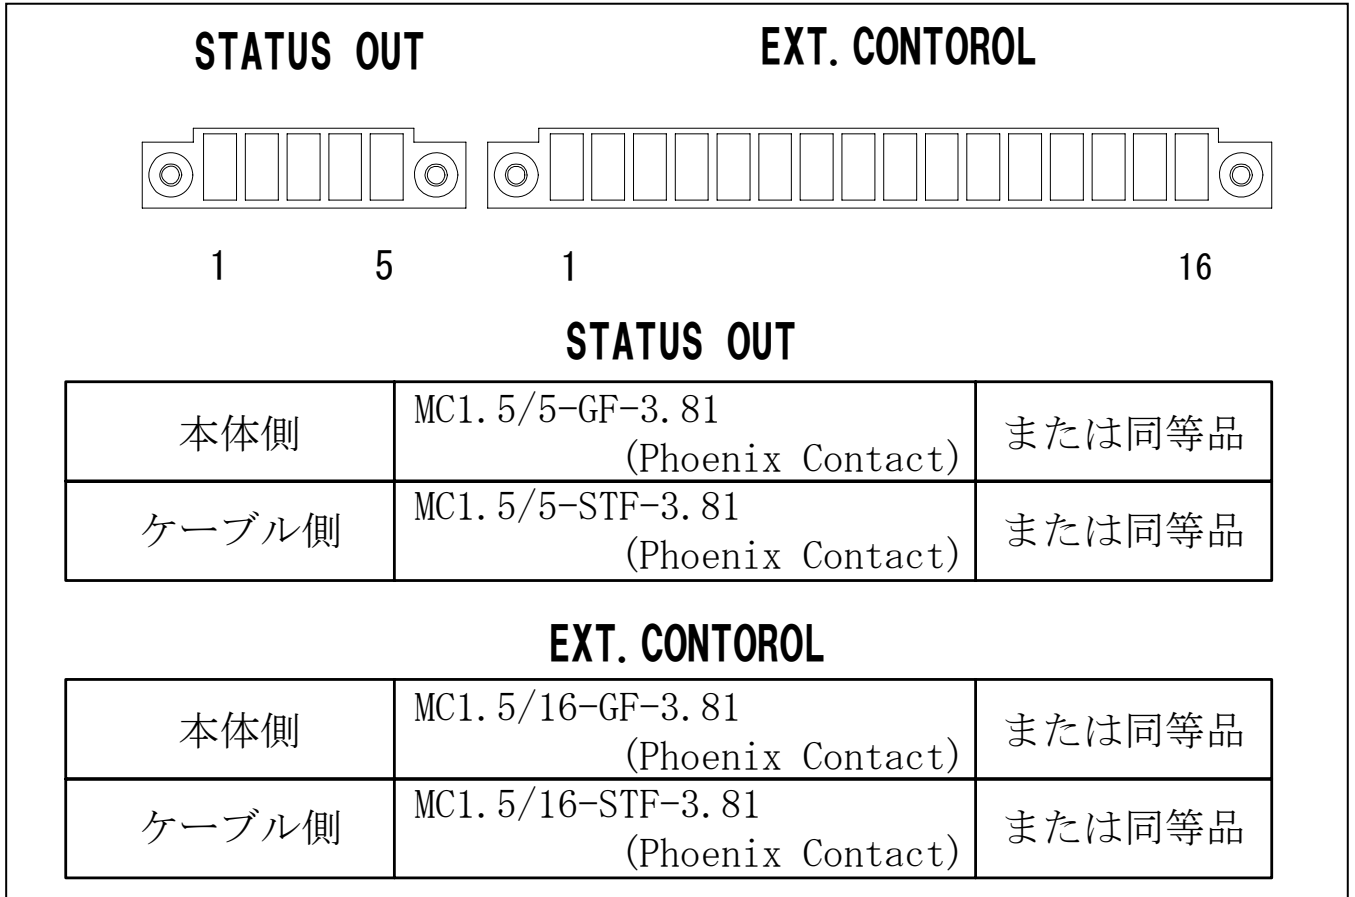 STATUS OUT
EXT. CONTOROL
1
5
1
16
STATUS OUT
本体側
MC1.5/5-GF-3.81
(Phoenix Contact)
または同等品
ケーブル側
MC1.5/5-STF-3.81
(Phoenix Contact)
または同等品
EXT. CONTOROL
本体側
MC1.5/16-GF-3.81
(Phoenix Contact)
または同等品
ケーブル側
MC1.5/16-STF-3.81
(Phoenix Contact)
または同等品